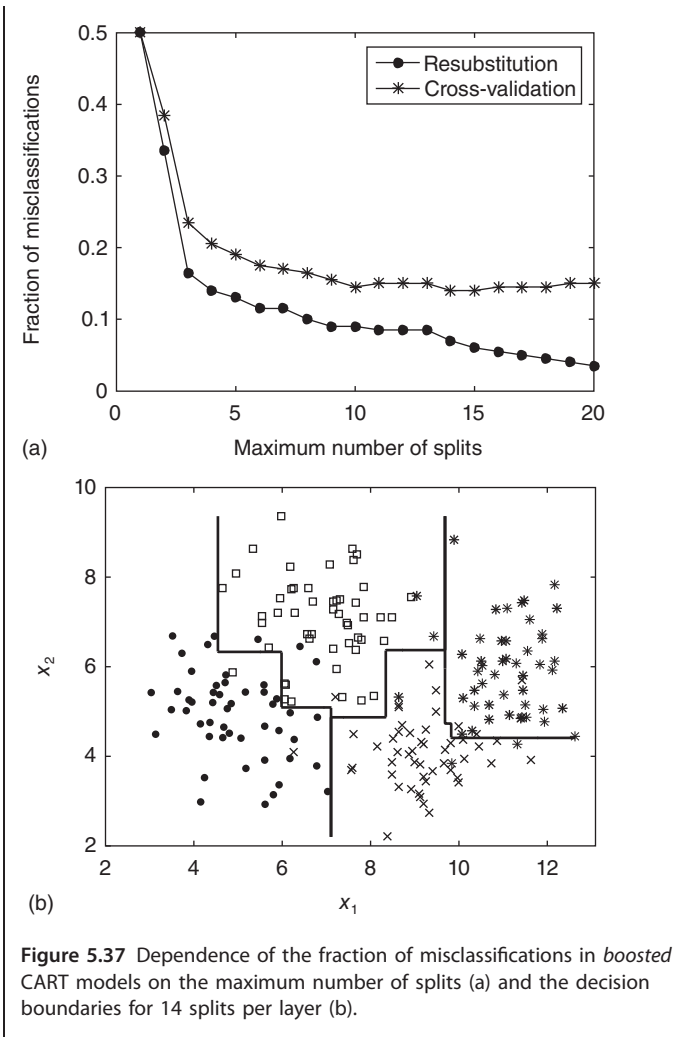 0.5
0.4
0.3
0.2
0.1
0
Fraction of misclassifications
Resubstitution
Cross-validation
0 5 10 15 20
(a) Maximum number of splits
10
8
6
4
2
x2
2 4 6 8 10 12
(b) x1
Figure 5.37 Dependence of the fraction of misclassifications in boosted
CART models on the maximum number of splits (a) and the decision
boundaries for 14 splits per layer (b).